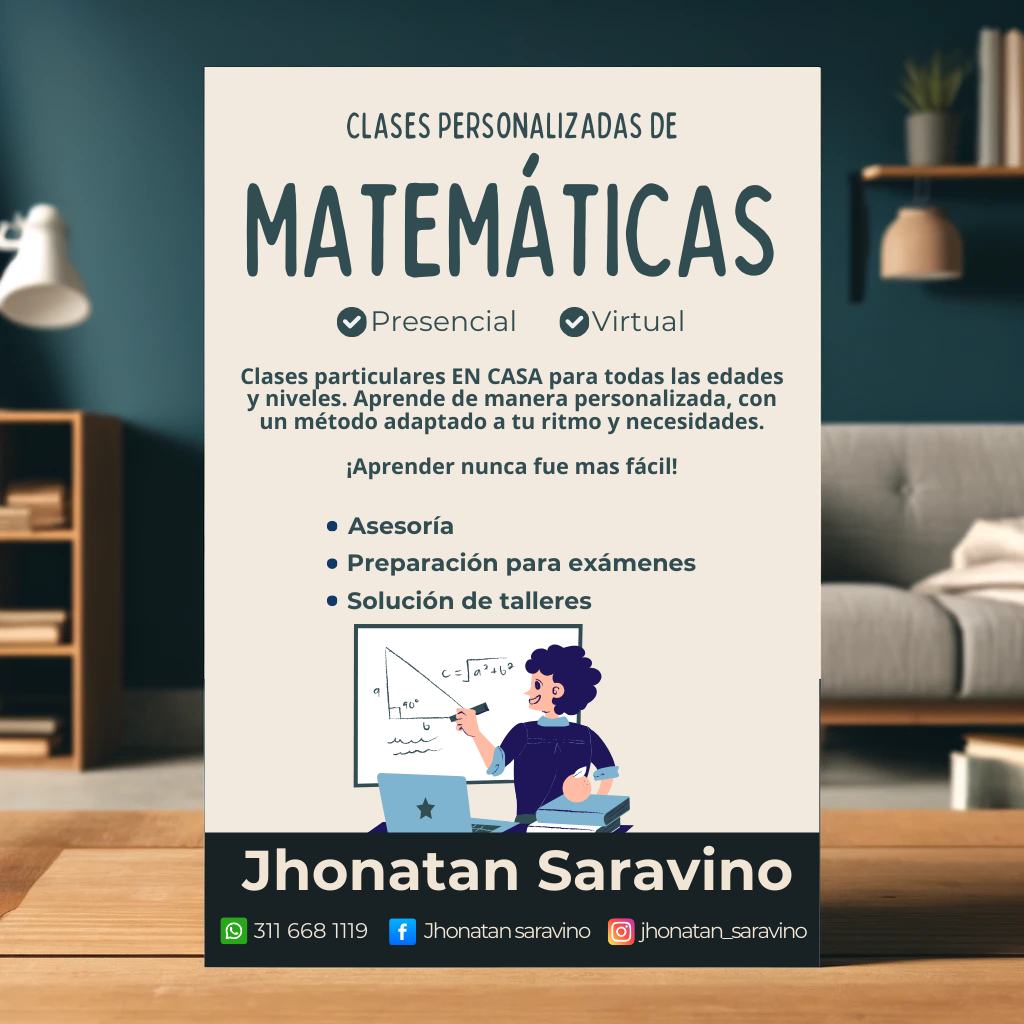 CLASES PERSONALIZADAS DE
MATEMÁTICAS
Presencial Virtual
Clases particulares EN CASA para todas las edades
y niveles. Aprende de manera personalizada, con
un método adaptado a tu ritmo y necesidades.
¡Aprender nunca fue mas fácil!
Asesoría
Preparación para exámenes
Solución de talleres
c = √a²+b²
a
90°
b
Jhonatan Saravino
311 668 1119 Jhonatan saravino jhonatan_saravino